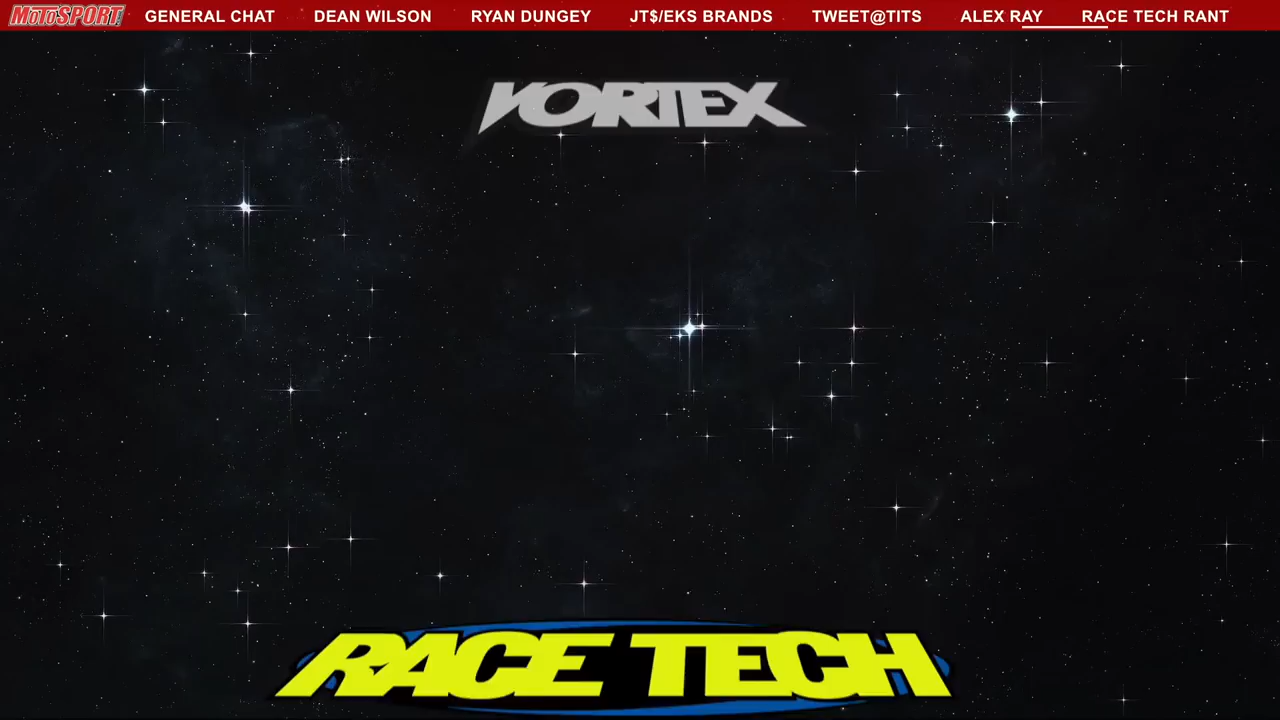 MOTOSPORT GENERAL CHAT DEAN WILSON RYAN DUNGEY JT$/EKS BRANDS TWEET@TITS ALEX RAY RACE TECH RANT
VORTEX
RACE TECH